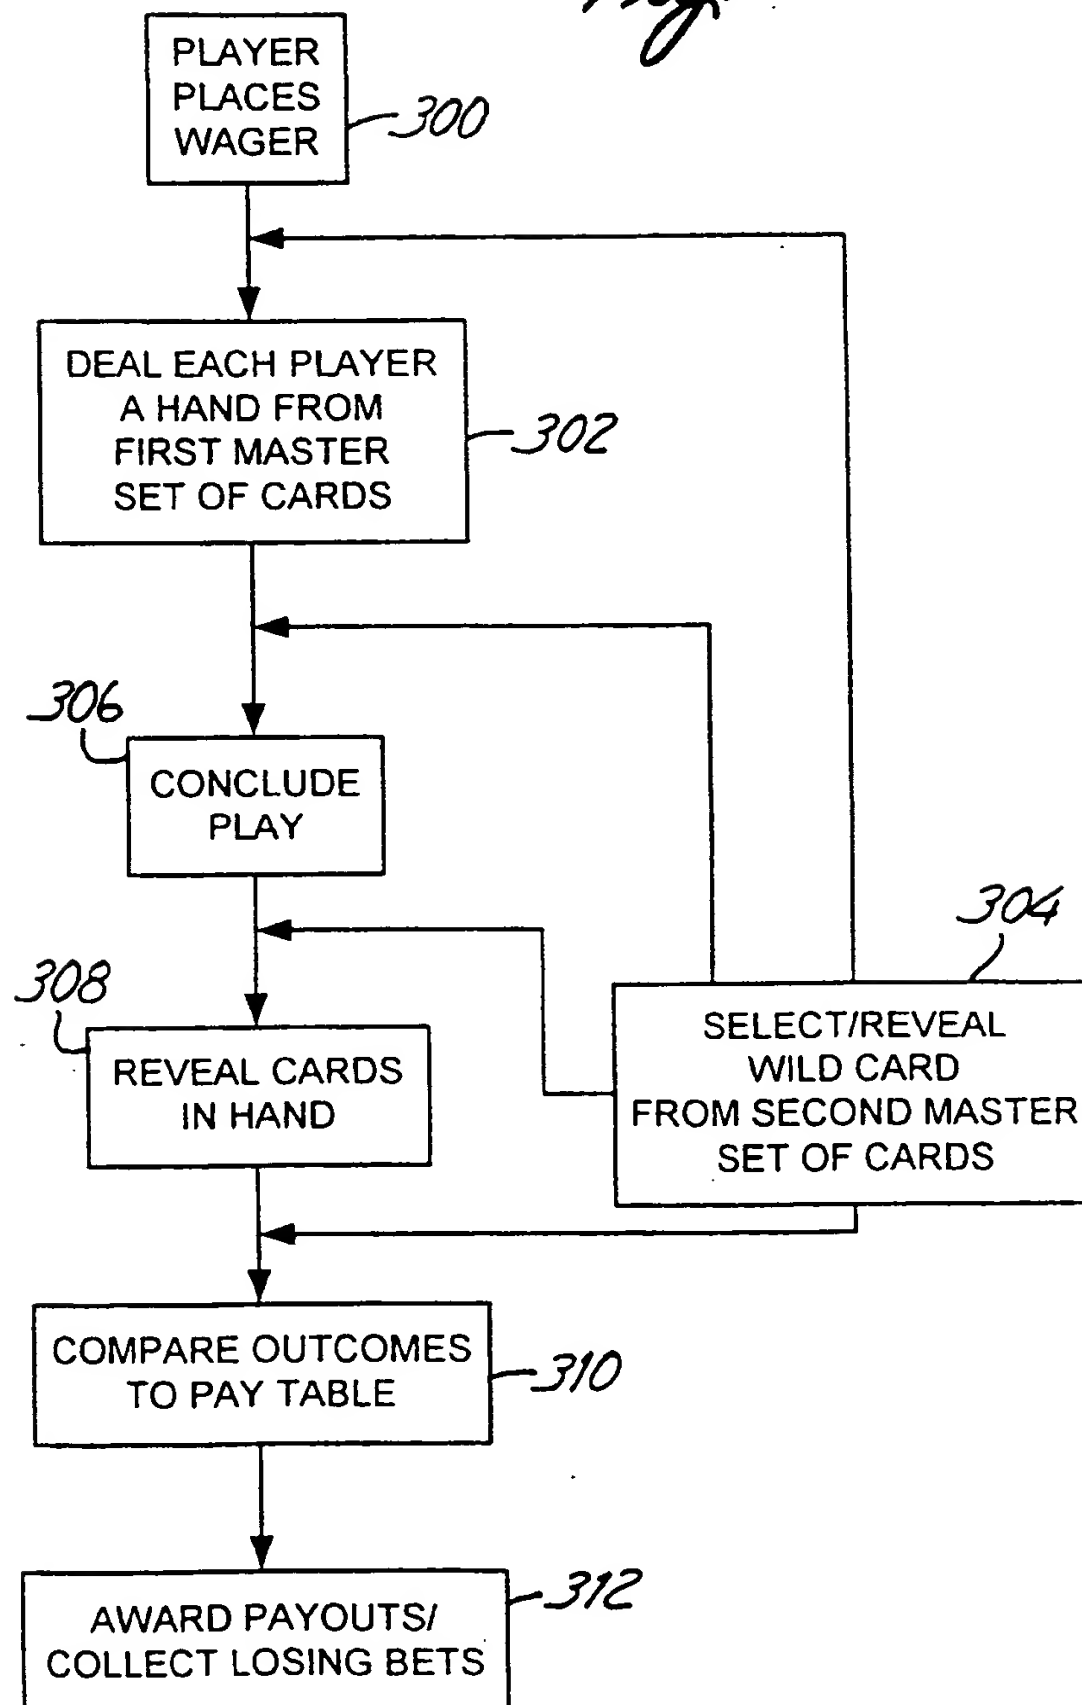 PLAYER
PLACES
WAGER
300
DEAL EACH PLAYER
A HAND FROM
FIRST MASTER
SET OF CARDS
302
306
CONCLUDE
PLAY
304
SELECT/REVEAL
WILD CARD
FROM SECOND MASTER
SET OF CARDS
308
REVEAL CARDS
IN HAND
COMPARE OUTCOMES
TO PAY TABLE
310
312
AWARD PAYOUTS/
COLLECT LOSING BETS